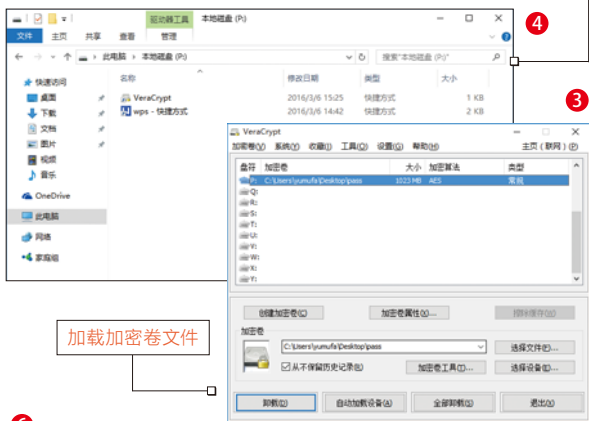 驱动器工具 本地磁盘 (P:)
文件 主页 共享 查看 管理
此电脑 > 本地磁盘 (P:) 搜索"本地磁盘 (P:)"
名称 修改日期 类型 大小
快速访问
桌面
下载
文档
图片
视频
音乐
OneDrive
此电脑
网络
家庭组
VeraCrypt 2016/3/6 15:25 快捷方式 1 KB
wps - 快捷方式 2016/3/6 14:42 快捷方式 2 KB
4
3
VeraCrypt
加密卷(V) 系统(Y) 收藏(I) 工具(O) 设置(G) 帮助(H) 主页 ( 联网 ) (P)
盘符 加密卷 大小 加密算法 类型
P: C:\Users\yumufa\Desktop\pass 1023 MB AES 常规
Q:
R:
S:
T:
U:
V:
W:
X:
Y:
创建加密卷(C) 加密卷属性(V)... 擦除缓存(W)
加密卷
C:\Users\yumufa\Desktop\pass 选择文件(F)...
从不保留历史记录(R) 加密卷工具(T)... 选择设备(E)...
卸载(D) 自动加载设备(A) 全部卸载(S) 退出(X)
加载加密卷文件